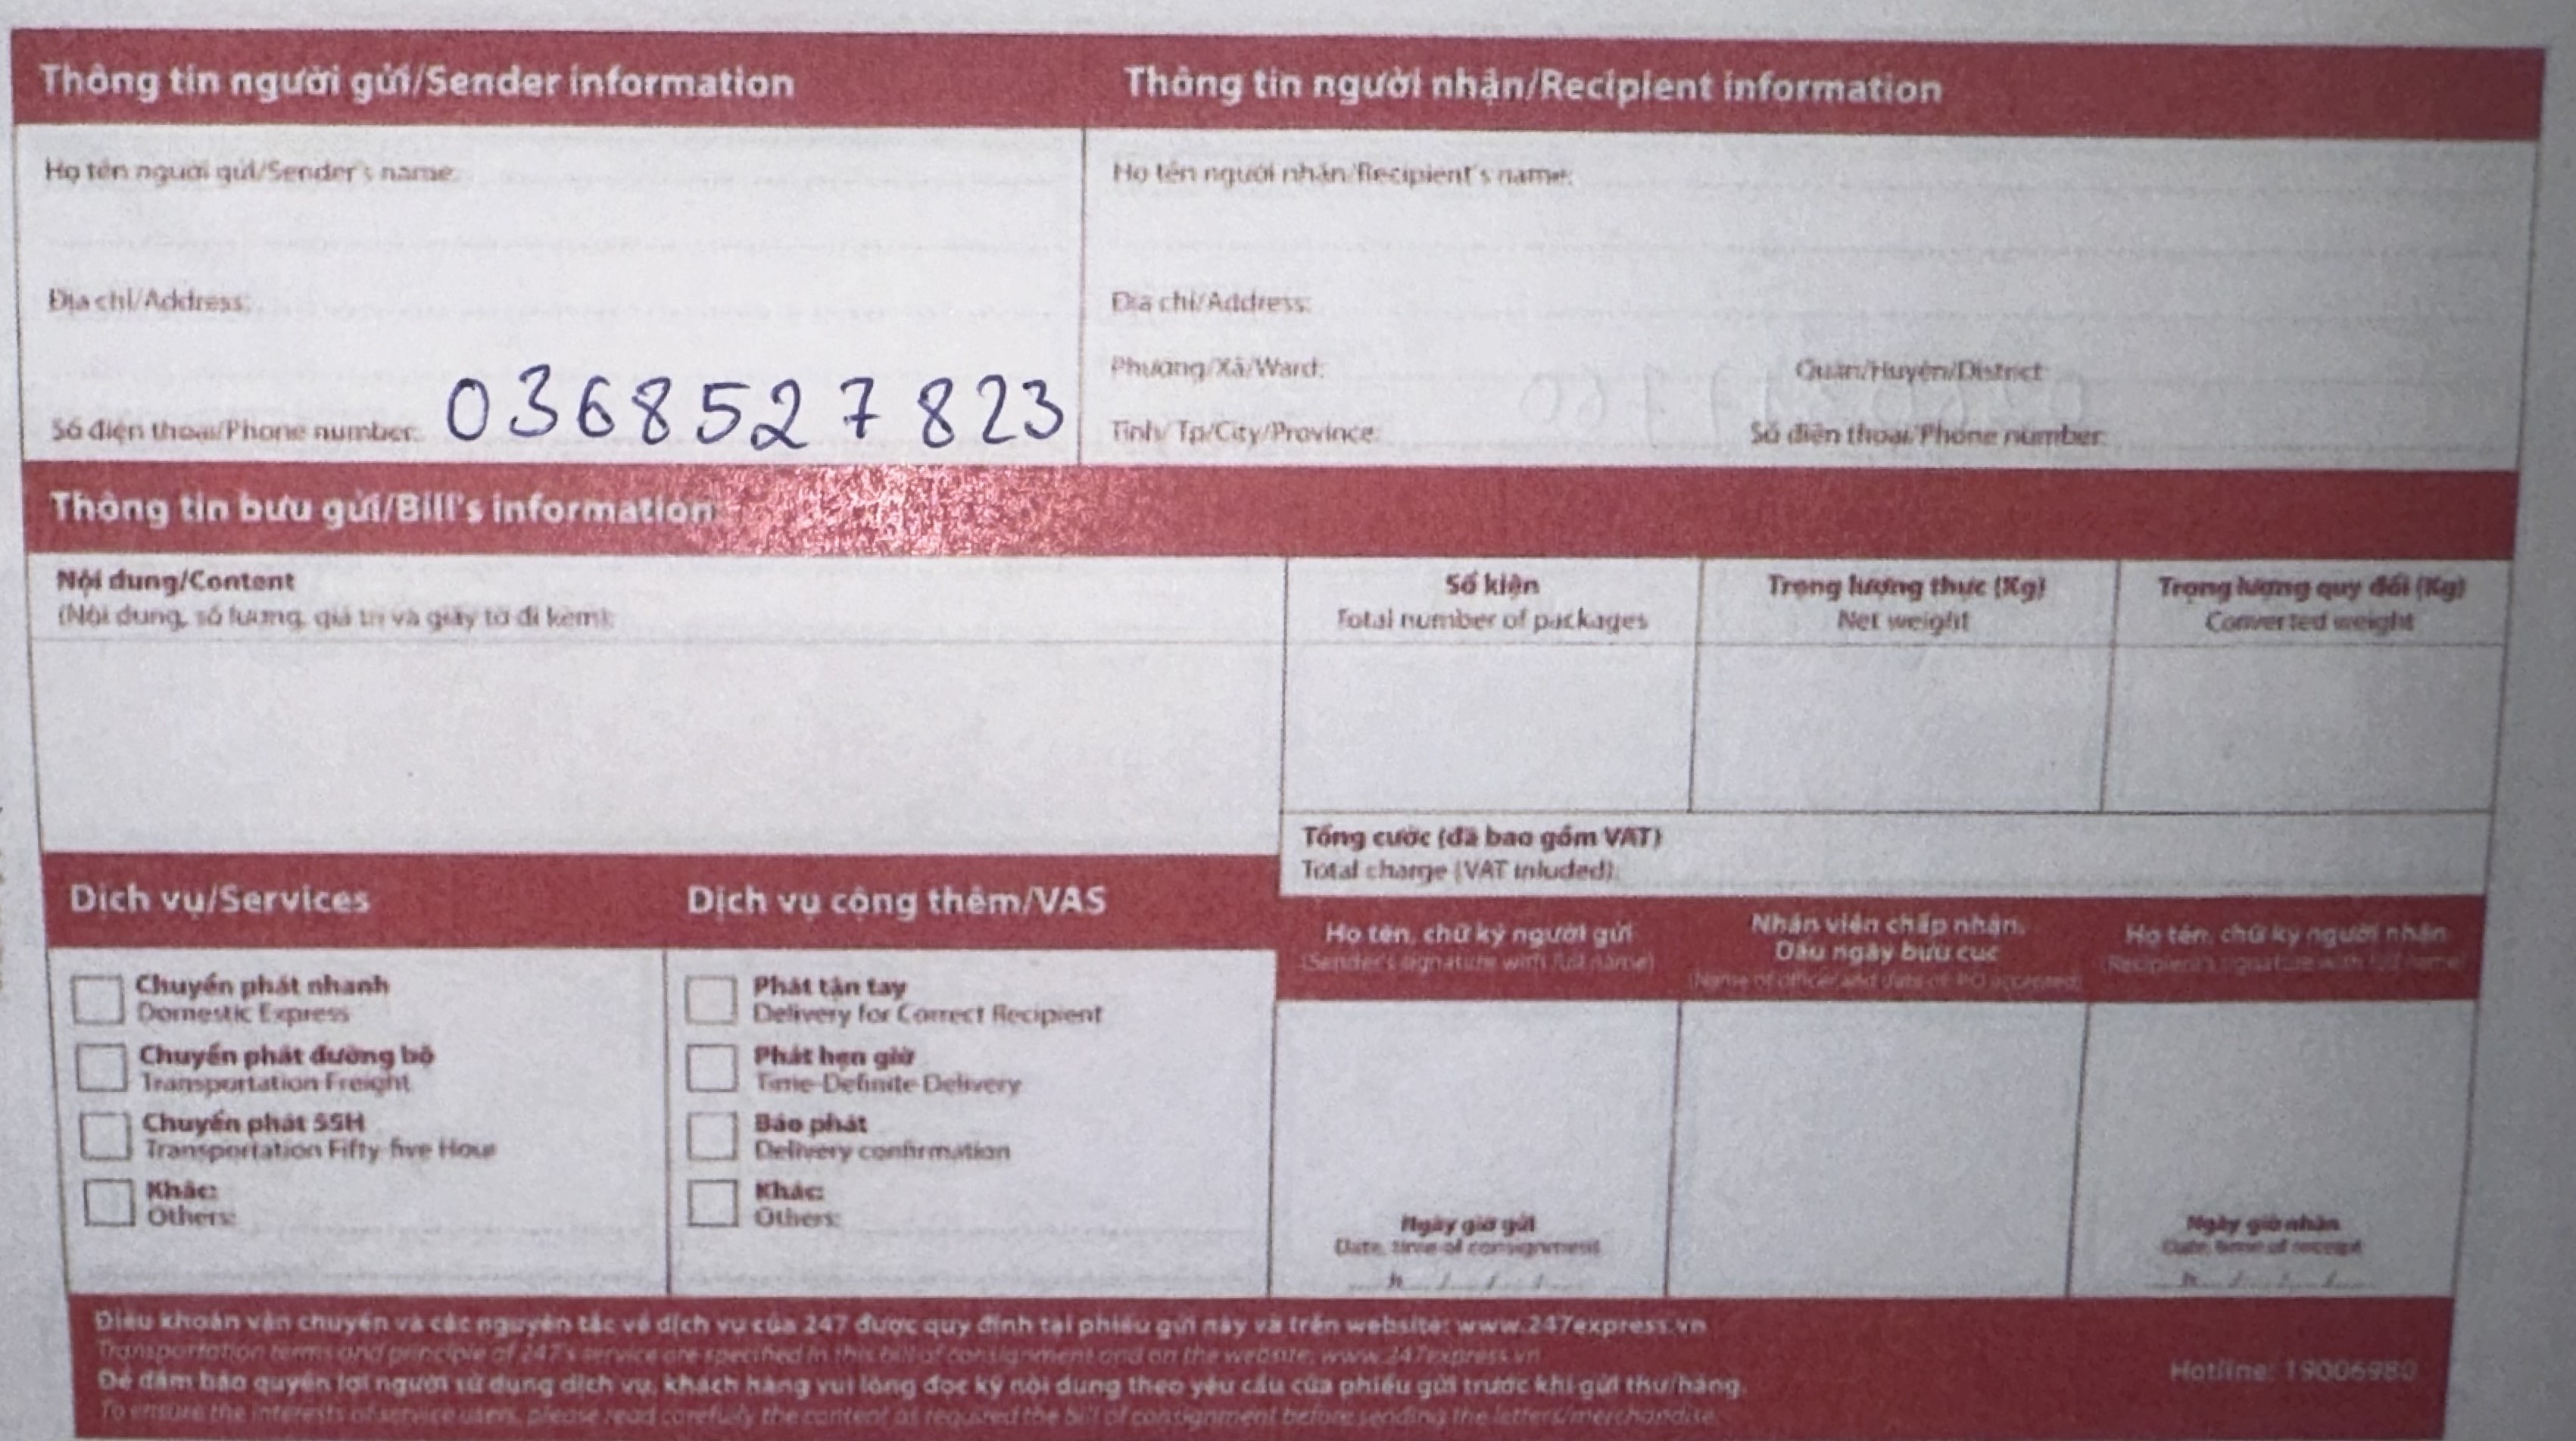 Thông tin người gửi/Sender information
Thông tin người nhận/Recipient information
Họ tên người gửi/Sender's name:
Họ tên người nhận/Recipient's name:
Địa chỉ/Address:
Địa chỉ/Address:
Phường/Xã/Ward:
Quận/Huyện/District:
Số điện thoại/Phone number: 0368527823
Tỉnh/Tp/City/Province:
Số điện thoại/Phone number:
Thông tin bưu gửi/Bill's information
Nội dung/Content
(Nội dung, số lượng, giá trị và giấy tờ đi kèm):
Số kiện
Total number of packages
Trọng lượng thực (Kg)
Net weight
Trọng lượng quy đổi (Kg)
Converted weight
Tổng cước (đã bao gồm VAT)
Total charge (VAT inluded):
Dịch vụ/Services
Chuyển phát nhanh
Domestic Express
Chuyển phát đường bộ
Transportation Freight
Chuyển phát 55H
Transportation Fifty-five Hour
Khác:
Others:
Dịch vụ cộng thêm/VAS
Phát tận tay
Delivery for Correct Recipient
Phát hẹn giờ
Time-Definite Delivery
Báo phát
Delivery confirmation
Khác:
Others:
Họ tên, chữ ký người gửi
(Sender's signature with full name)
Nhân viên chấp nhận,
Dấu ngày bưu cục
(Name of officer and date of PO accepted)
Họ tên, chữ ký người nhận
(Recipient's signature with full name)
Ngày giờ gửi
Date, time of consignment
h / / /
Ngày giờ nhận
Date, time of receipt
h / / /
Điều khoản vận chuyển và các nguyên tắc về dịch vụ của 247 được quy định tại phiếu gửi này và trên website: www.247express.vn
Transportation terms and principle of 247's service are specified in this bill of consignment and on the website: www.247express.vn
Để đảm bảo quyền lợi người sử dụng dịch vụ, khách hàng vui lòng đọc kỹ nội dung theo yêu cầu của phiếu gửi trước khi gửi thư/hàng.
To ensure the interests of service users, please read carefully the content as required the bill of consignment before sending the letters/merchandise.
Hotline: 19006980